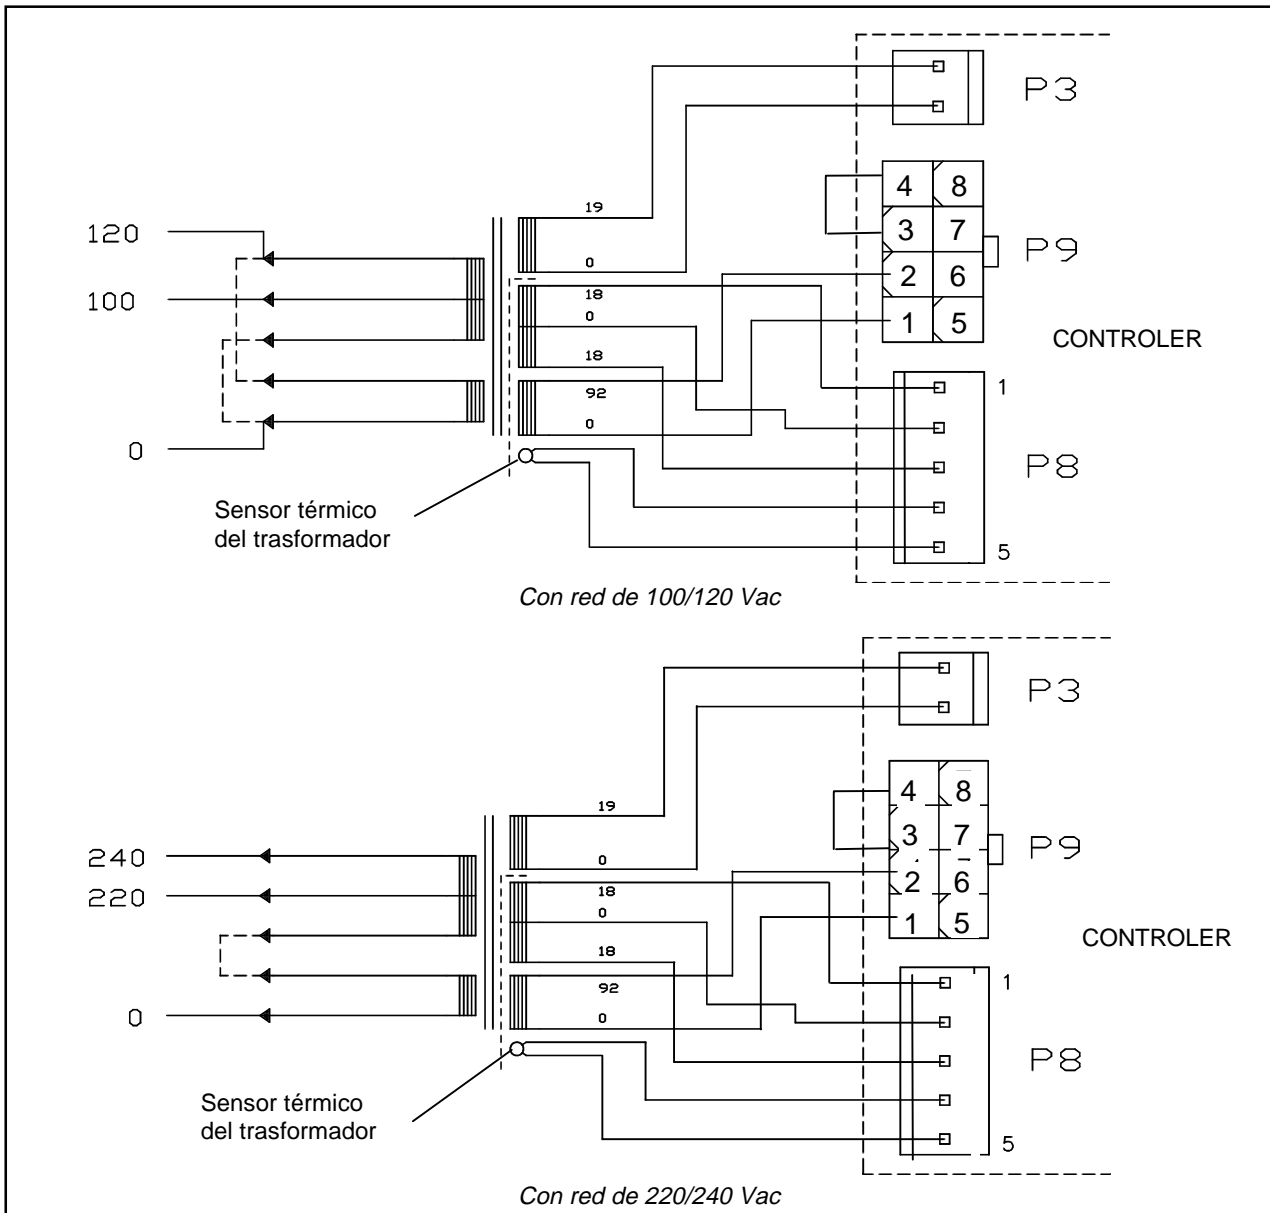 P3
4 8
19
120
3 7
P9
0
2 6
18
100
0
1 5
CONTROLER
18
1
92
0
0
P8
Sensor térmico
del trasformador
5
Con red de 100/120 Vac
P3
4 8
19
3 7
P9
240
0
2 6
220
18
0
1 5
CONTROLER
18
1
92
0
0
P8
Sensor térmico
del trasformador
5
Con red de 220/240 Vac